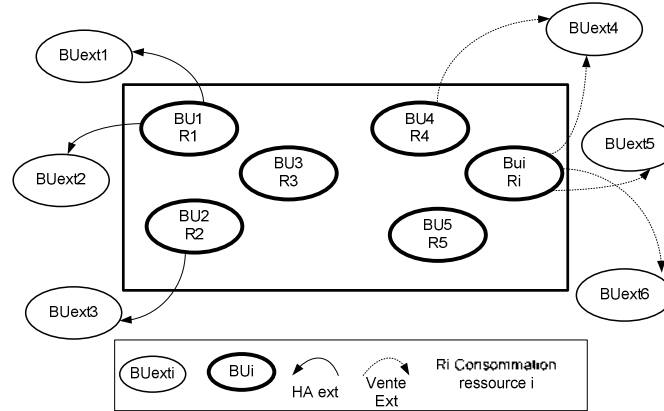 BUext1
BUext4
BU1
R1
BU4
R4
BUext2
BU3
R3
Bui
Ri
BUext5
BU2
R2
BU5
R5
BUext3
BUext6
BUexti
BUi
HA ext
Vente
Ext
Ri Consommation
ressource i